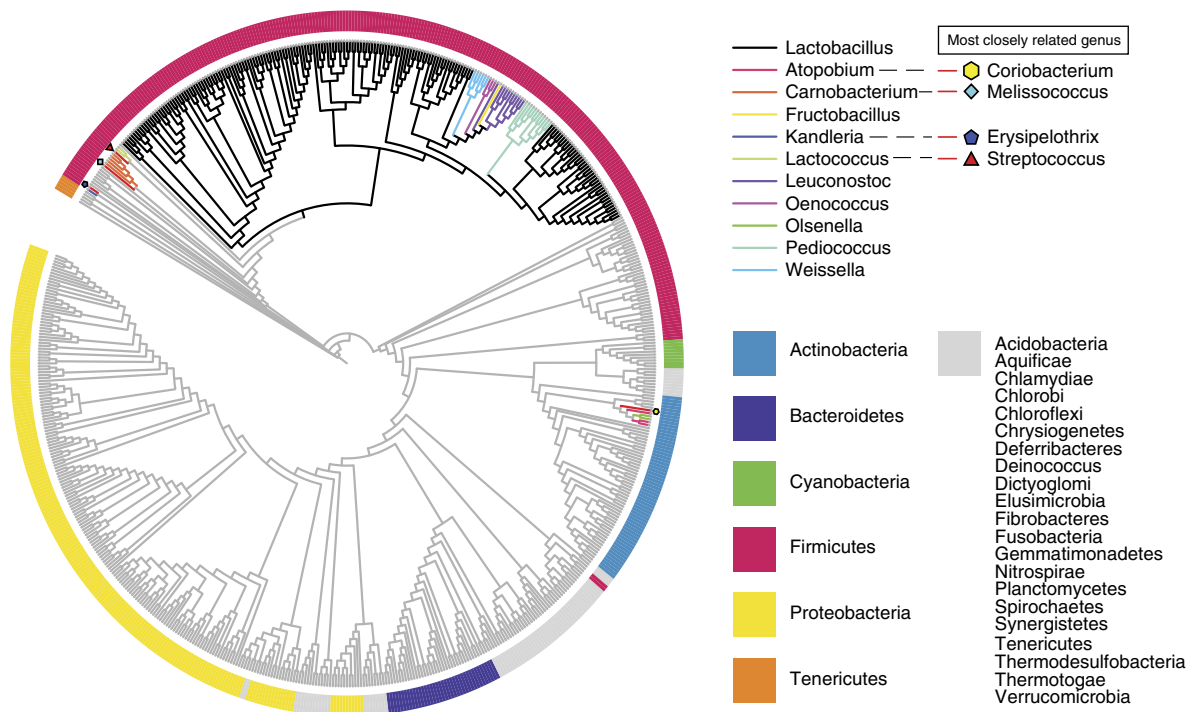 Most closely related genus
Lactobacillus
Atopobium
Coriobacterium
Carnobacterium
Melissococcus
Fructobacillus
Kandleria
Erysipelothrix
Lactococcus
Streptococcus
Leuconostoc
Oenococcus
Olsenella
Pediococcus
Weissella
Actinobacteria
Bacteroidetes
Cyanobacteria
Firmicutes
Proteobacteria
Tenericutes
Acidobacteria
Aquificae
Chlamydiae
Chlorobi
Chloroflexi
Chrysiogenetes
Deferribacteres
Deinococcus
Dictyoglomi
Elusimicrobia
Fibrobacteres
Fusobacteria
Gemmatimonadetes
Nitrospirae
Planctomycetes
Spirochaetes
Synergistetes
Tenericutes
Thermodesulfobacteria
Thermotogae
Verrucomicrobia